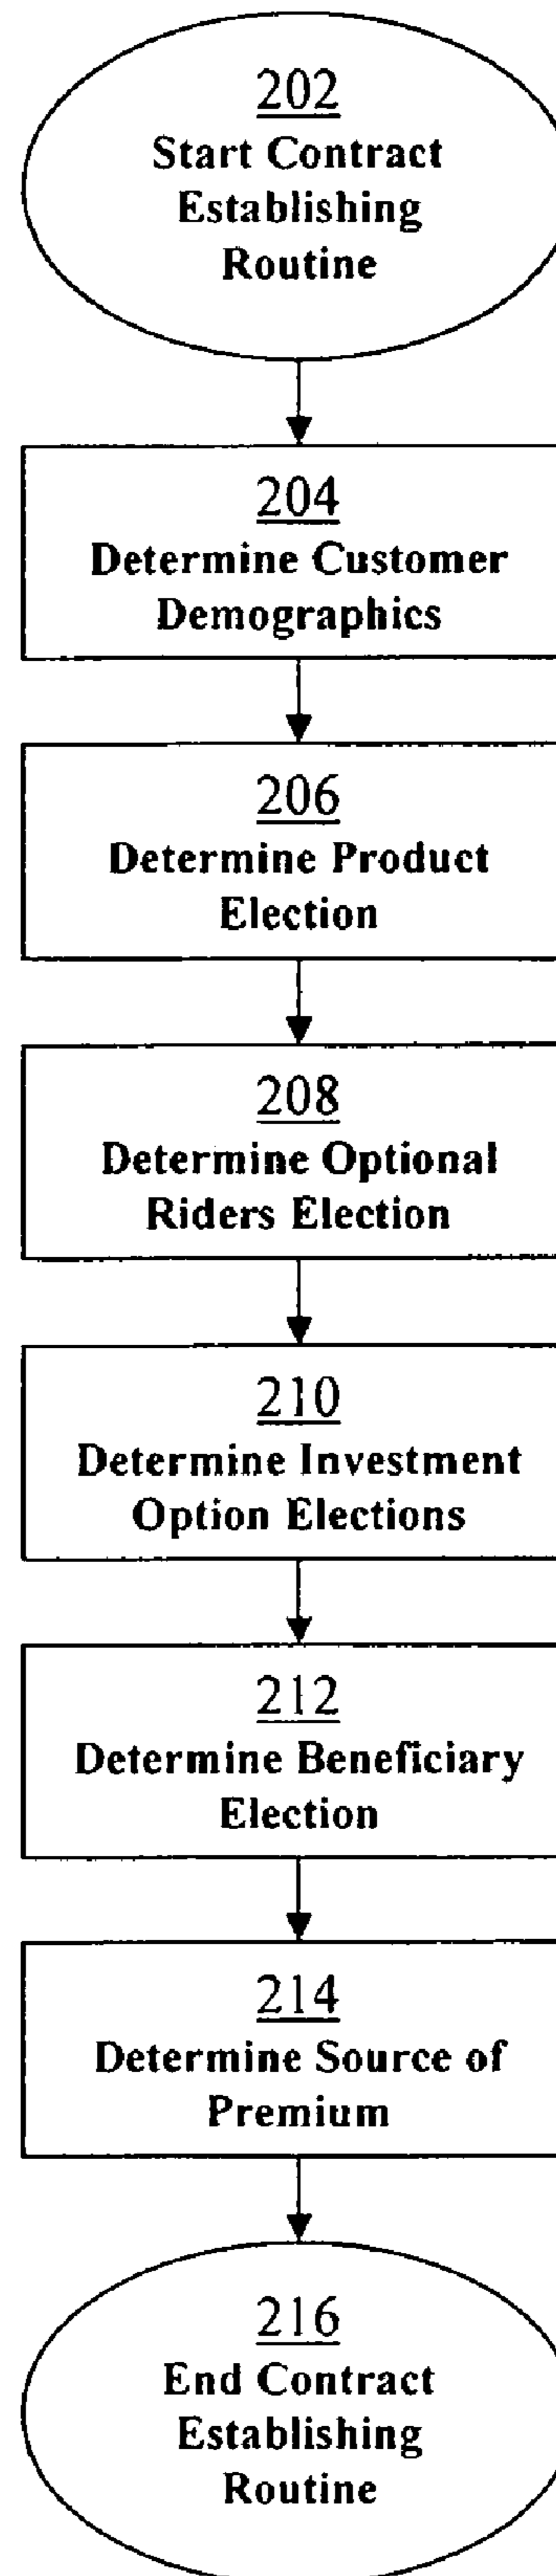 202
Start Contract
Establishing
Routine
204
Determine Customer
Demographics
206
Determine Product
Election
208
Determine Optional
Riders Election
210
Determine Investment
Option Elections
212
Determine Beneficiary
Election
214
Determine Source of
Premium
216
End Contract
Establishing
Routine